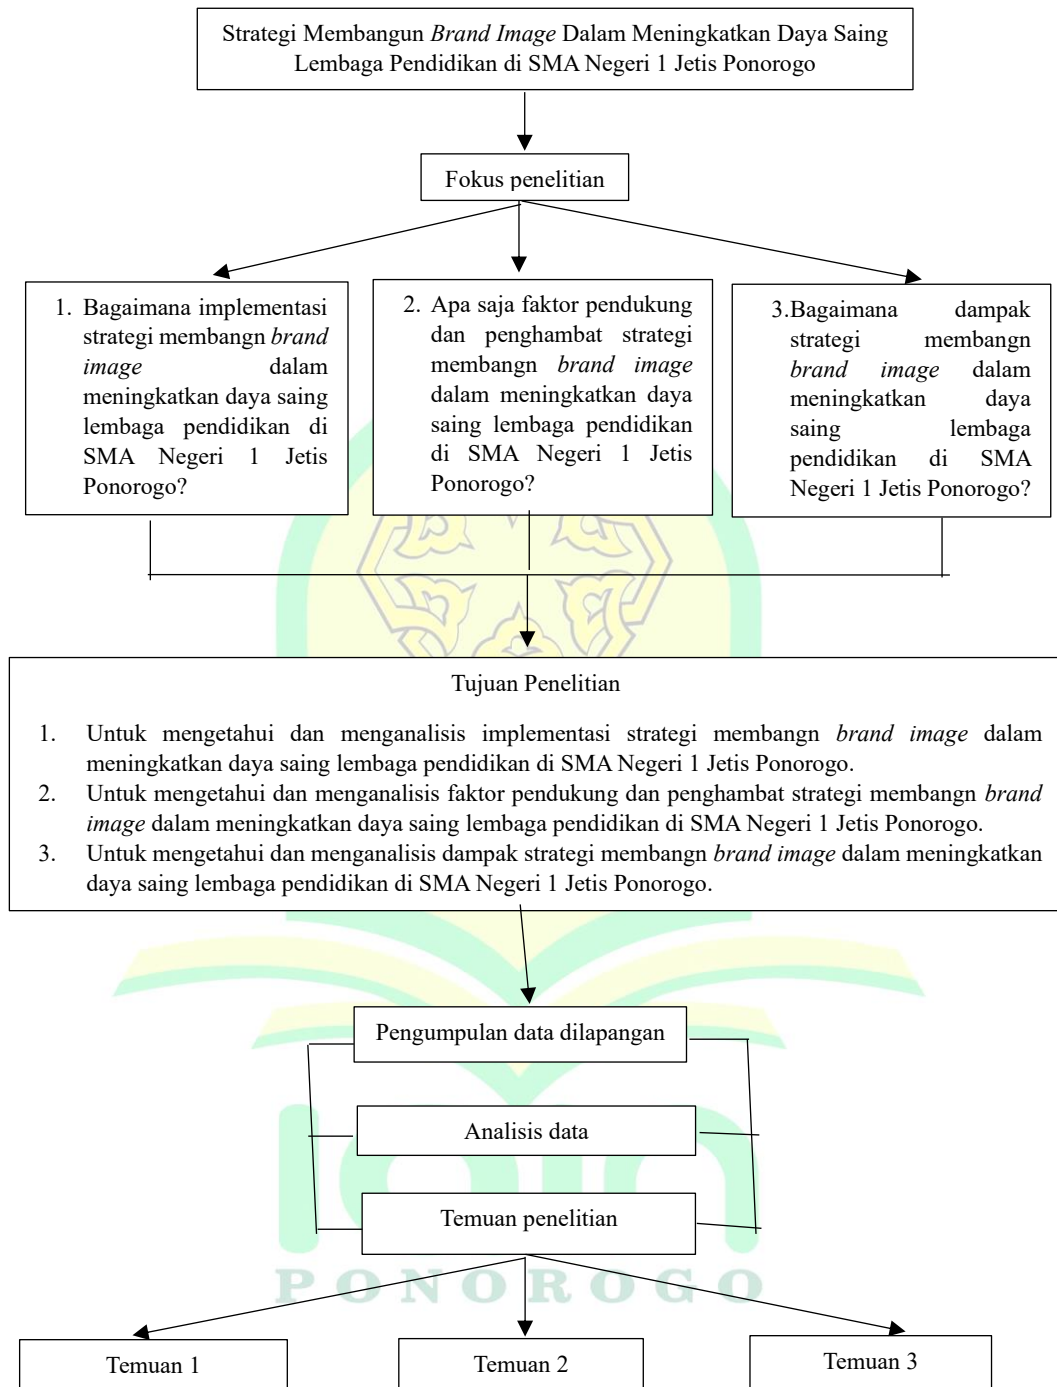 Strategi Membangun Brand Image Dalam Meningkatkan Daya Saing
Lembaga Pendidikan di SMA Negeri 1 Jetis Ponorogo
Fokus penelitian
1. Bagaimana implementasi
strategi membangn brand
image dalam
meningkatkan daya saing
lembaga pendidikan di
SMA Negeri 1 Jetis
Ponorogo?
2. Apa saja faktor pendukung
dan penghambat strategi
membangn brand image
dalam meningkatkan daya
saing lembaga pendidikan
di SMA Negeri 1 Jetis
Ponorogo?
3.Bagaimana dampak
strategi membangn
brand image dalam
meningkatkan daya
saing lembaga
pendidikan di SMA
Negeri 1 Jetis Ponorogo?
Tujuan Penelitian
1. Untuk mengetahui dan menganalisis implementasi strategi membangn brand image dalam
meningkatkan daya saing lembaga pendidikan di SMA Negeri 1 Jetis Ponorogo.
2. Untuk mengetahui dan menganalisis faktor pendukung dan penghambat strategi membangn brand
image dalam meningkatkan daya saing lembaga pendidikan di SMA Negeri 1 Jetis Ponorogo.
3. Untuk mengetahui dan menganalisis dampak strategi membangn brand image dalam meningkatkan
daya saing lembaga pendidikan di SMA Negeri 1 Jetis Ponorogo.
Pengumpulan data dilapangan
Analisis data
Temuan penelitian
iain
PONOROGO
Temuan 1
Temuan 2
Temuan 3